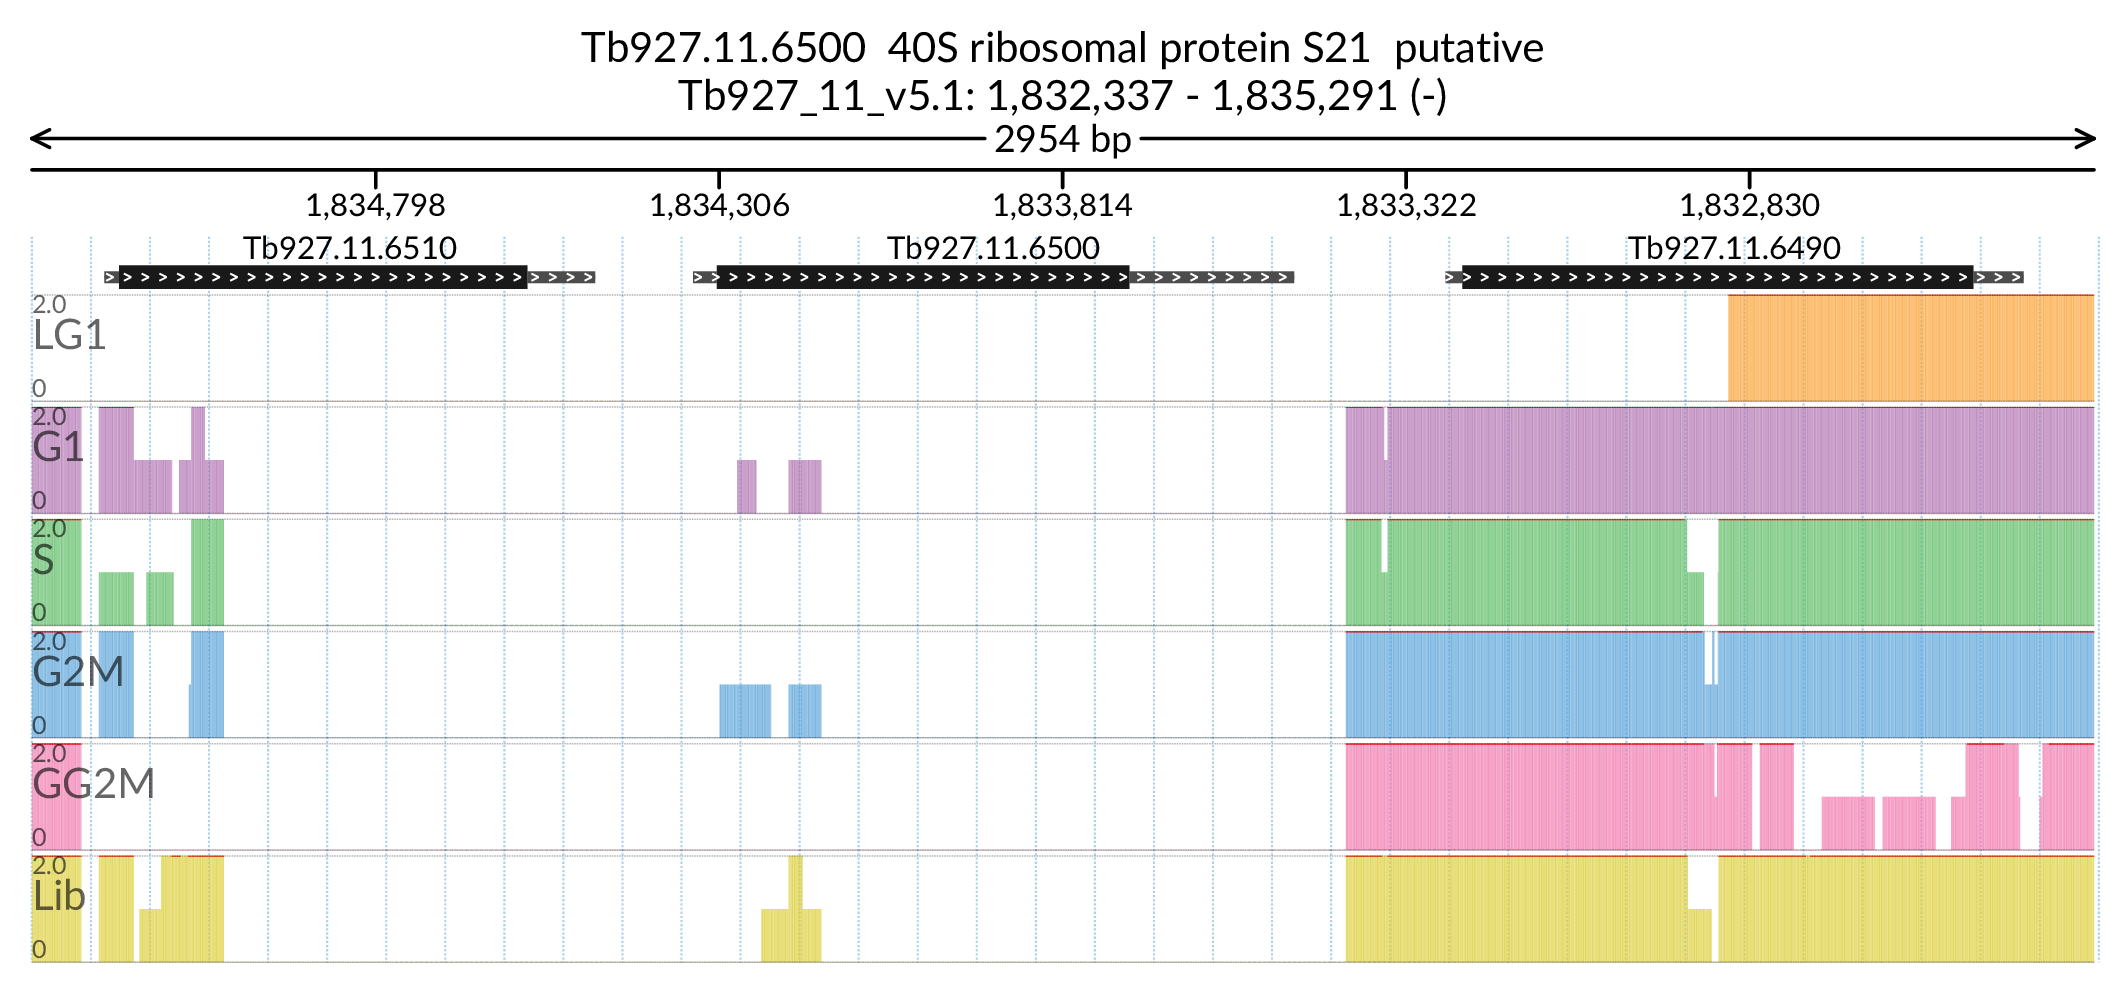 Tb927.11.6500  40S ribosomal protein S21  putative
Tb927_11_v5.1: 1,832,337 - 1,835,291 (-)
2954 bp
1,834,798 1,834,306 1,833,814 1,833,322 1,832,830
Tb927.11.6510 Tb927.11.6500 Tb927.11.6490
2.0
LG1
0
2.0
G1
0
2.0
S
0
2.0
G2M
0
2.0
GG2M
0
2.0
Lib
0